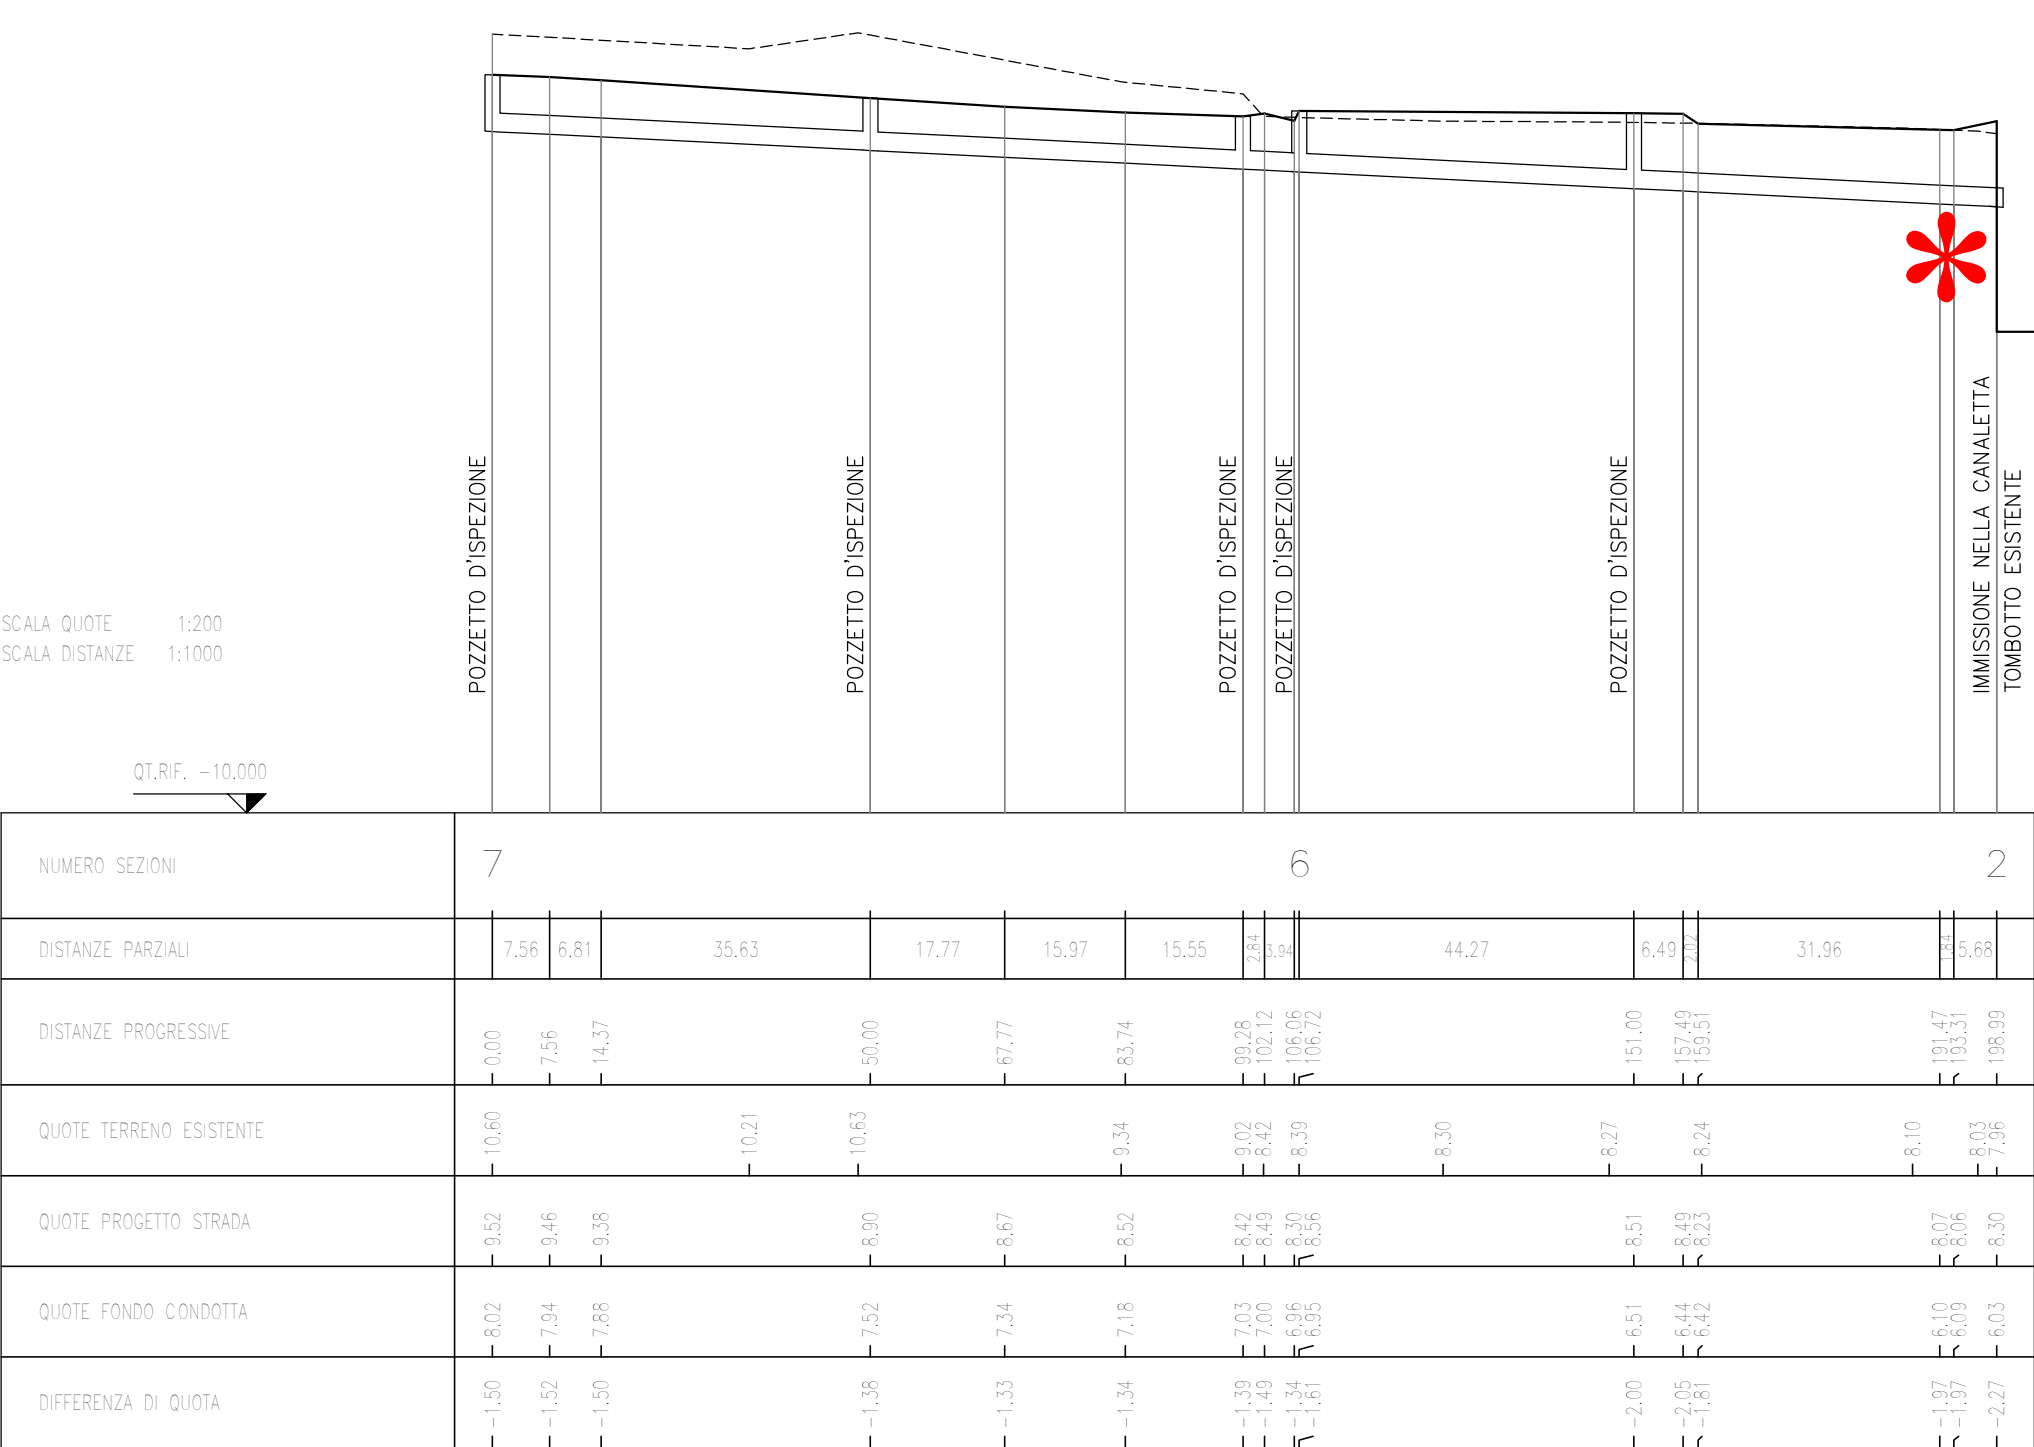 SCALA QUOTE 1:200
SCALA DISTANZE 1:1000
QT.RIF. -10.000
POZZETTO D'ISPEZIONE
POZZETTO D'ISPEZIONE
POZZETTO D'ISPEZIONE
POZZETTO D'ISPEZIONE
POZZETTO D'ISPEZIONE
IMMISSIONE NELLA CANALETTA
TOMBOTTO ESISTENTE
NUMERO SEZIONI 7 6 2
DISTANZE PARZIALI 7.56 6.81 35.63 17.77 15.97 15.55 2.84 3.94 44.27 6.49 2.02 31.96 1.84 5.68
DISTANZE PROGRESSIVE 0.00 7.56 14.37 50.00 67.77 83.74 99.28 102.12 106.06 106.72 151.00 157.49 159.51 191.47 193.31 198.99
QUOTE TERRENO ESISTENTE 10.60 10.21 10.63 9.34 9.02 8.42 8.39 8.30 8.27 8.24 8.10 8.03 7.96
QUOTE PROGETTO STRADA 9.52 9.46 9.38 8.90 8.67 8.52 8.42 8.49 8.30 8.56 8.51 8.49 8.23 8.07 8.06 8.30
QUOTE FONDO CONDOTTA 8.02 7.94 7.88 7.52 7.34 7.18 7.03 7.00 6.96 6.95 6.51 6.44 6.42 6.10 6.09 6.03
DIFFERENZA DI QUOTA -1.50 -1.52 -1.50 -1.38 -1.33 -1.34 -1.39 -1.49 -1.34 -1.61 -2.00 -2.05 -1.81 -1.97 -1.97 -2.27